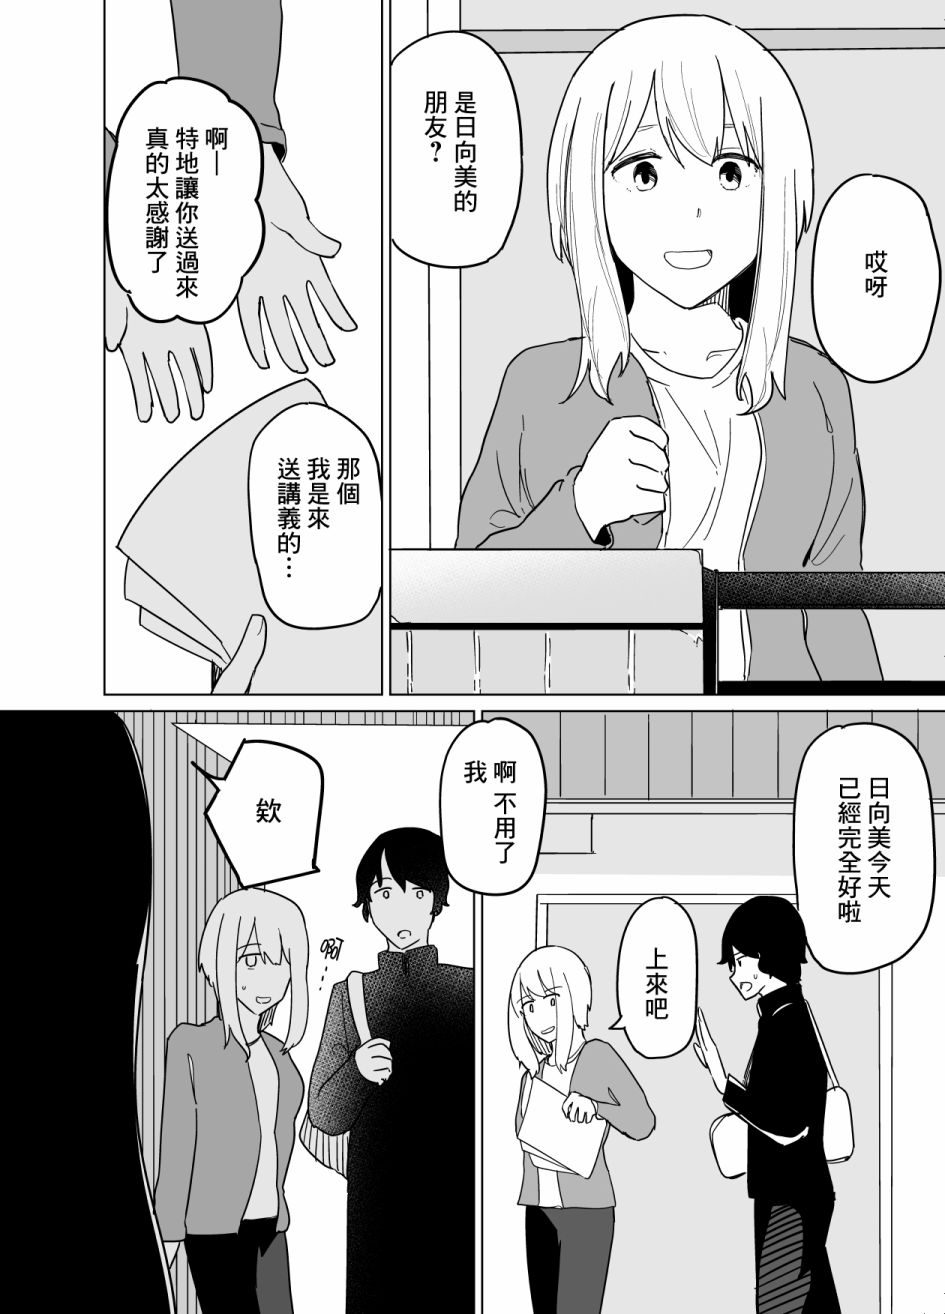 哎呀
是日向美的
朋友？
那個
我是來
送講義的…
啊—
特地讓你送過來
真的太感謝了
日向美今天
已經完全好啦
上來吧
啊 不用了
我
欸